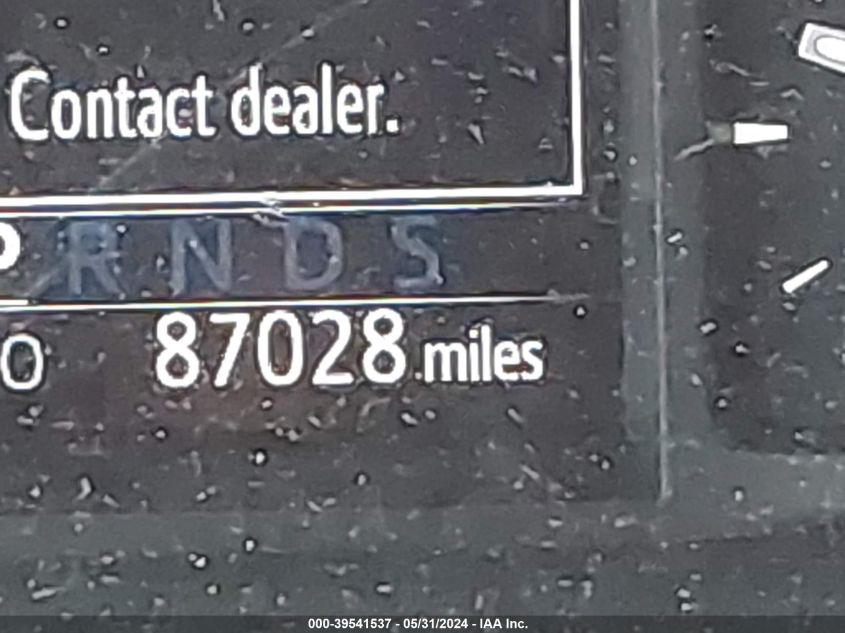 Contact dealer.
P R N D S
0 87028 miles
000-39541537 - 05/31/2024 - IAA Inc.